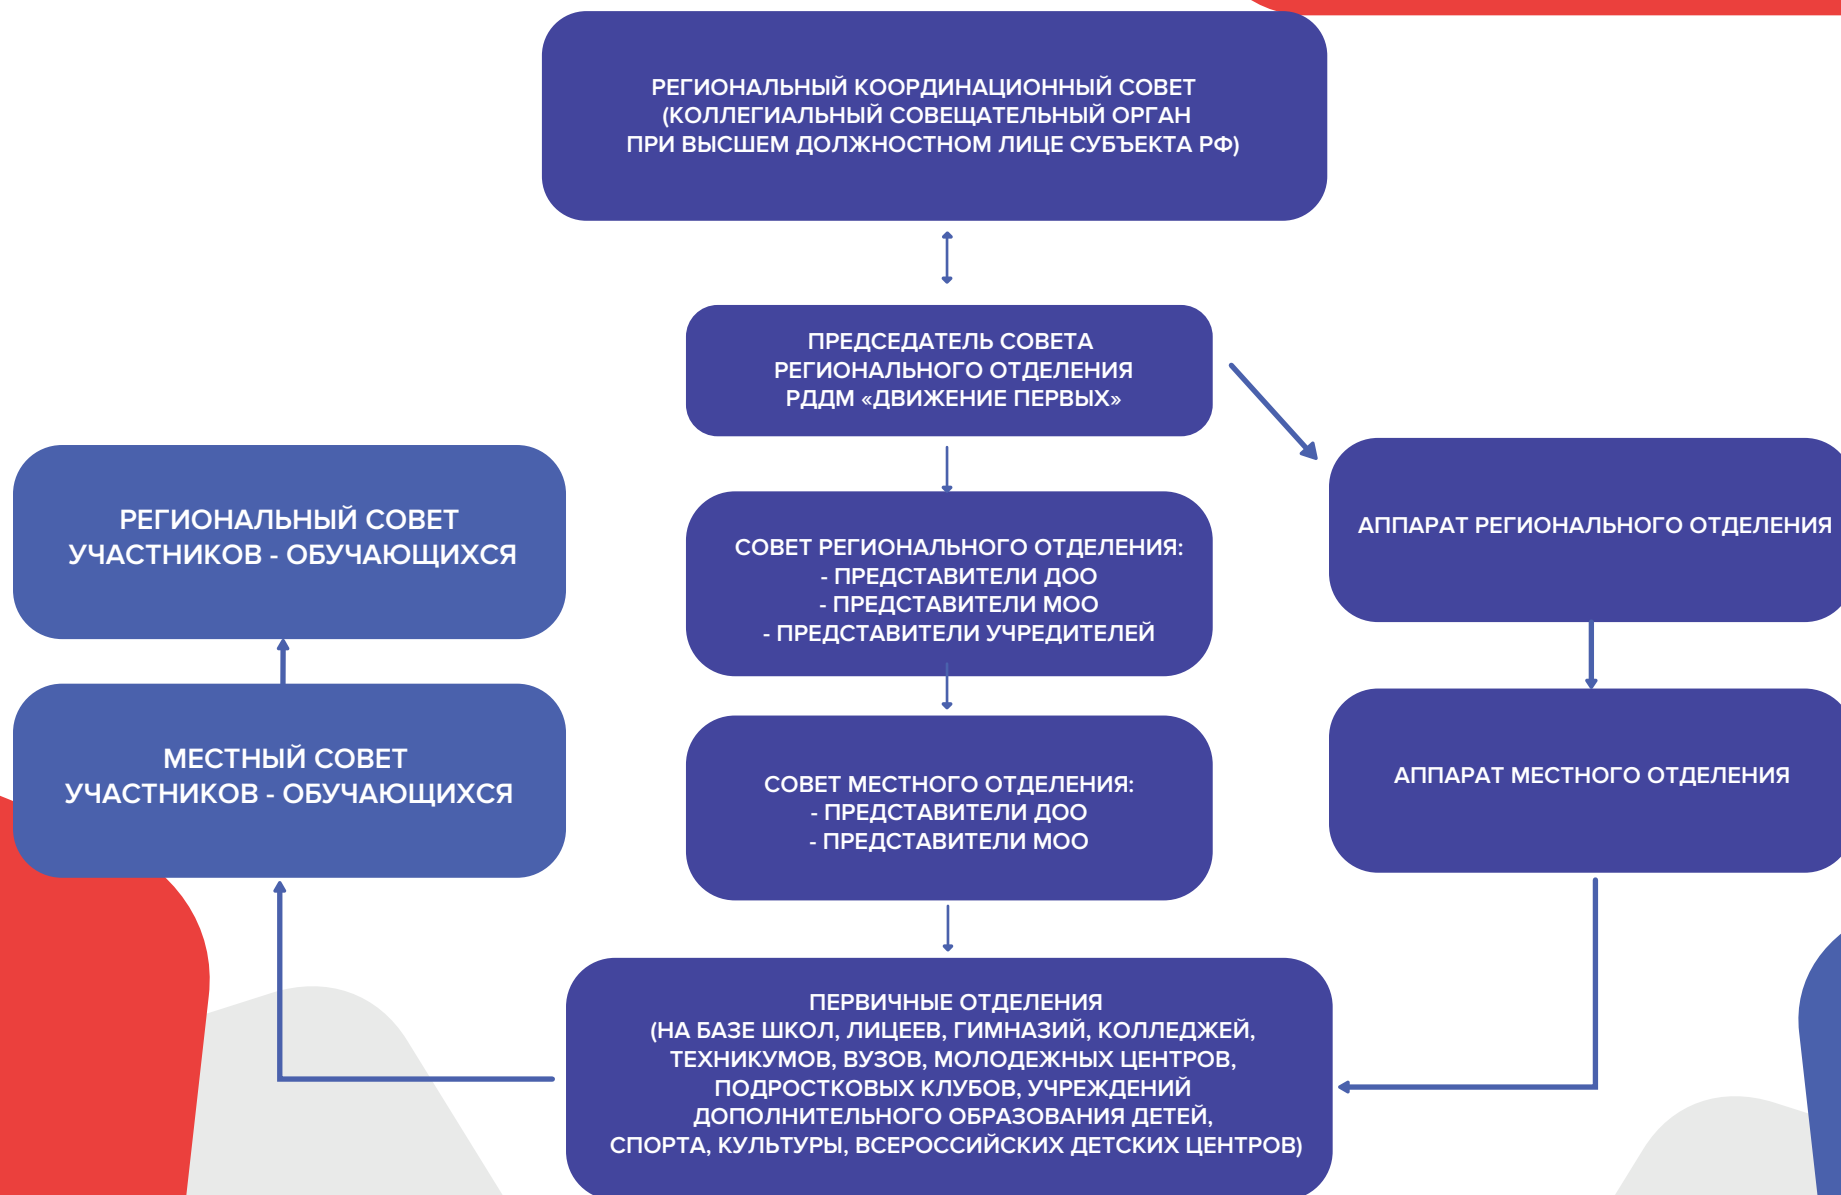 РЕГИОНАЛЬНЫЙ КООРДИНАЦИОННЫЙ СОВЕТ
(КОЛЛЕГИАЛЬНЫЙ СОВЕЩАТЕЛЬНЫЙ ОРГАН
ПРИ ВЫСШЕМ ДОЛЖНОСТНОМ ЛИЦЕ СУБЪЕКТА РФ)
ПРЕДСЕДАТЕЛЬ СОВЕТА
РЕГИОНАЛЬНОГО ОТДЕЛЕНИЯ
РДДМ «ДВИЖЕНИЕ ПЕРВЫХ»
РЕГИОНАЛЬНЫЙ СОВЕТ
УЧАСТНИКОВ - ОБУЧАЮЩИХСЯ
СОВЕТ РЕГИОНАЛЬНОГО ОТДЕЛЕНИЯ:
- ПРЕДСТАВИТЕЛИ ДОО
- ПРЕДСТАВИТЕЛИ МОО
- ПРЕДСТАВИТЕЛИ УЧРЕДИТЕЛЕЙ
АППАРАТ РЕГИОНАЛЬНОГО ОТДЕЛЕНИЯ
МЕСТНЫЙ СОВЕТ
УЧАСТНИКОВ - ОБУЧАЮЩИХСЯ
СОВЕТ МЕСТНОГО ОТДЕЛЕНИЯ:
- ПРЕДСТАВИТЕЛИ ДОО
- ПРЕДСТАВИТЕЛИ МОО
АППАРАТ МЕСТНОГО ОТДЕЛЕНИЯ
ПЕРВИЧНЫЕ ОТДЕЛЕНИЯ
(НА БАЗЕ ШКОЛ, ЛИЦЕЕВ, ГИМНАЗИЙ, КОЛЛЕДЖЕЙ,
ТЕХНИКУМОВ, ВУЗОВ, МОЛОДЕЖНЫХ ЦЕНТРОВ,
ПОДРОСТКОВЫХ КЛУБОВ, УЧРЕЖДЕНИЙ
ДОПОЛНИТЕЛЬНОГО ОБРАЗОВАНИЯ ДЕТЕЙ,
СПОРТА, КУЛЬТУРЫ, ВСЕРОССИЙСКИХ ДЕТСКИХ ЦЕНТРОВ)